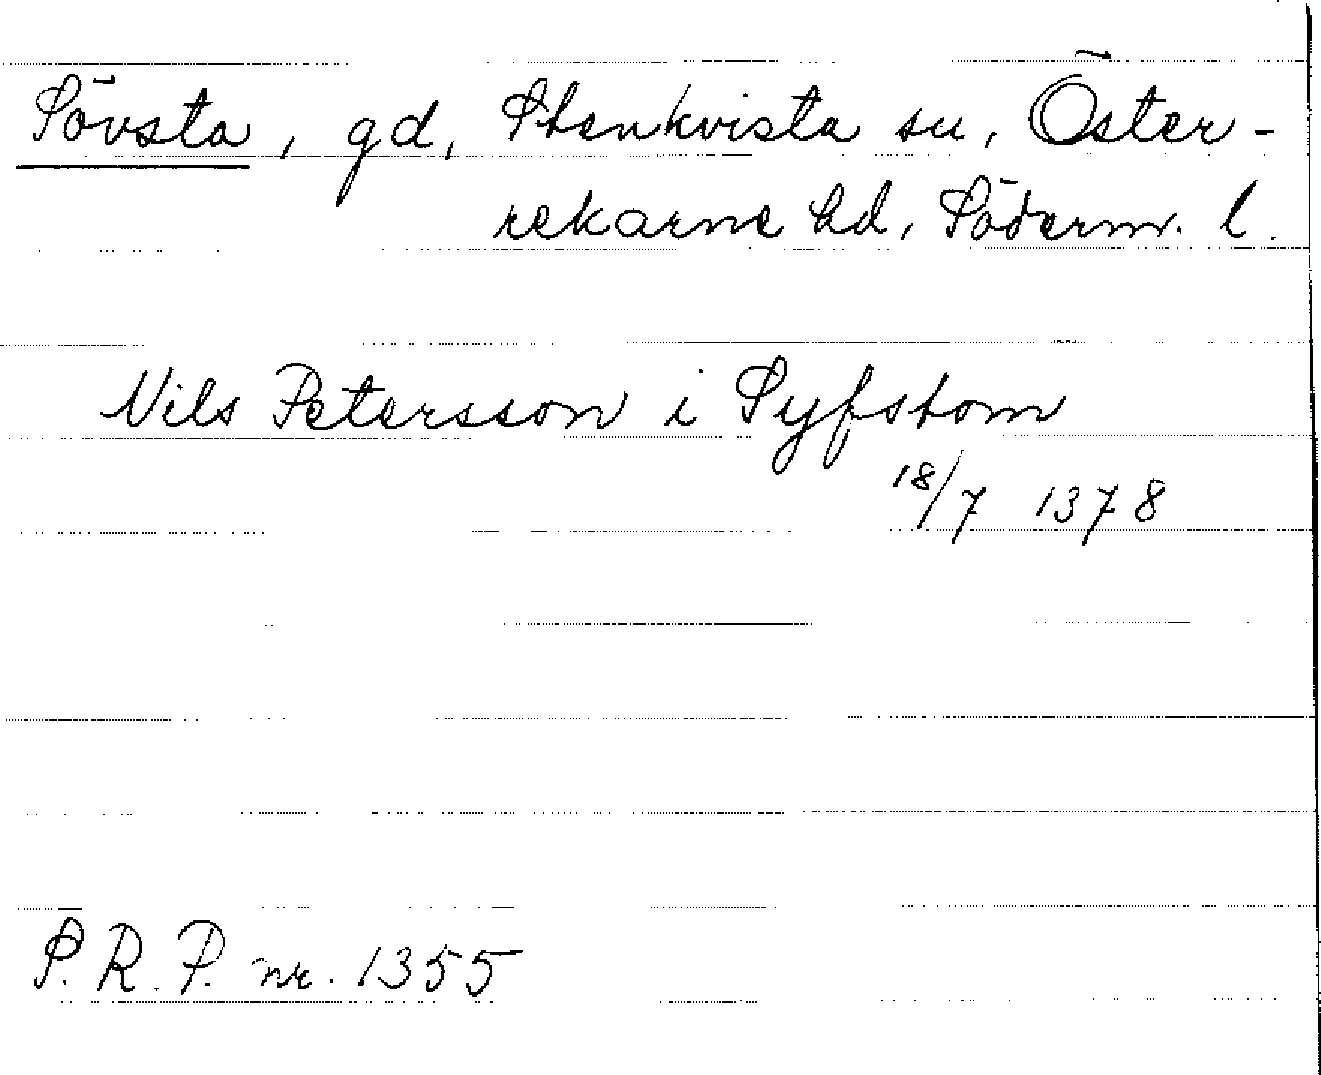 Sövsta, gd, Stenkvista sn, Öster-
rekarne hd, Söderm. l.
Nils Petersson i Syfstom
18/7 1378
S.R.P. nr. 1355